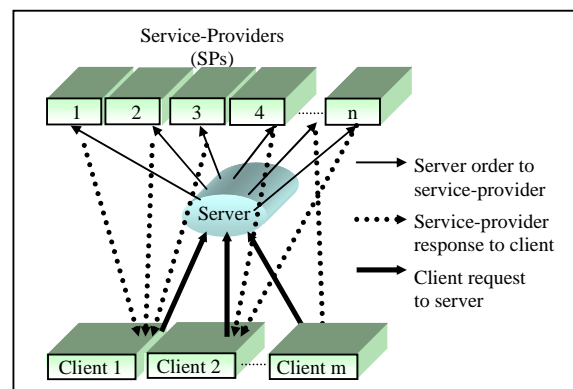 Service-Providers
(SPs)
1 2 3 4 ...... n
Server
Server order to
service-provider
Service-provider
response to client
Client request
to server
Client 1 Client 2 ........ Client m